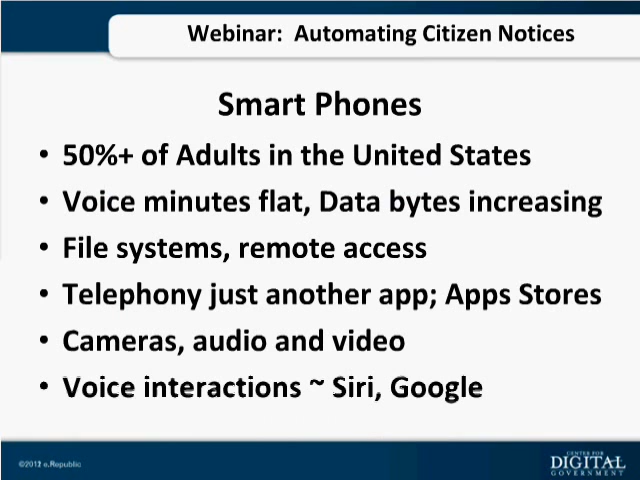 Webinar: Automating Citizen Notices
Smart Phones
• 50%+ of Adults in the United States
• Voice minutes flat, Data bytes increasing
• File systems, remote access
• Telephony just another app; Apps Stores
• Cameras, audio and video
• Voice interactions ~ Siri, Google
©2012 e.Republic
CENTER FOR
DIGITAL
GOVERNMENT